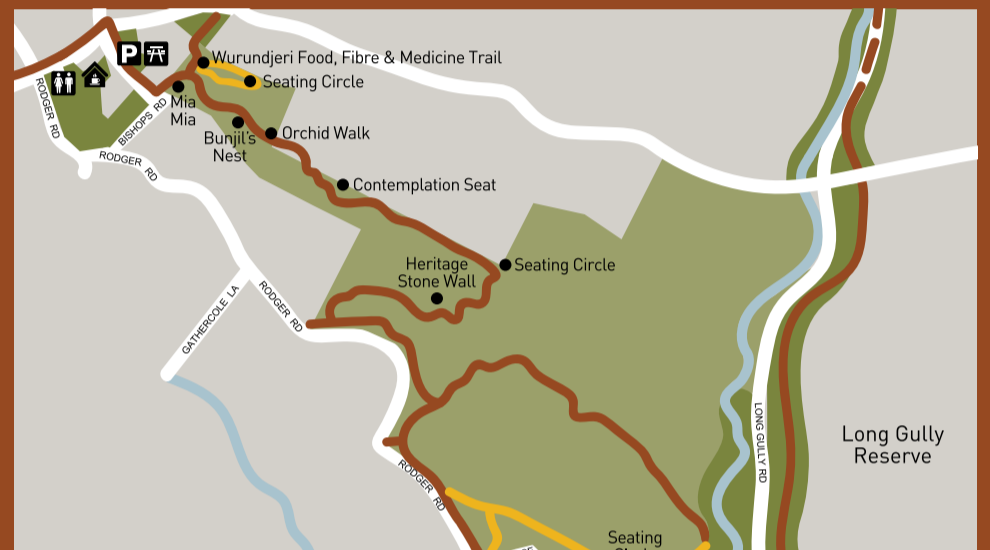 P
Wurundjeri Food, Fibre & Medicine Trail
Seating Circle
Mia
Mia
Bunjil's
Nest
Orchid Walk
RODGER RD
BISHOPS RD
RODGER RD
Contemplation Seat
Heritage
Stone Wall
Seating Circle
GATHERCOLE LA
RODGER RD
LONG GULLY RD
Long Gully
Reserve
RODGER RD
Seating